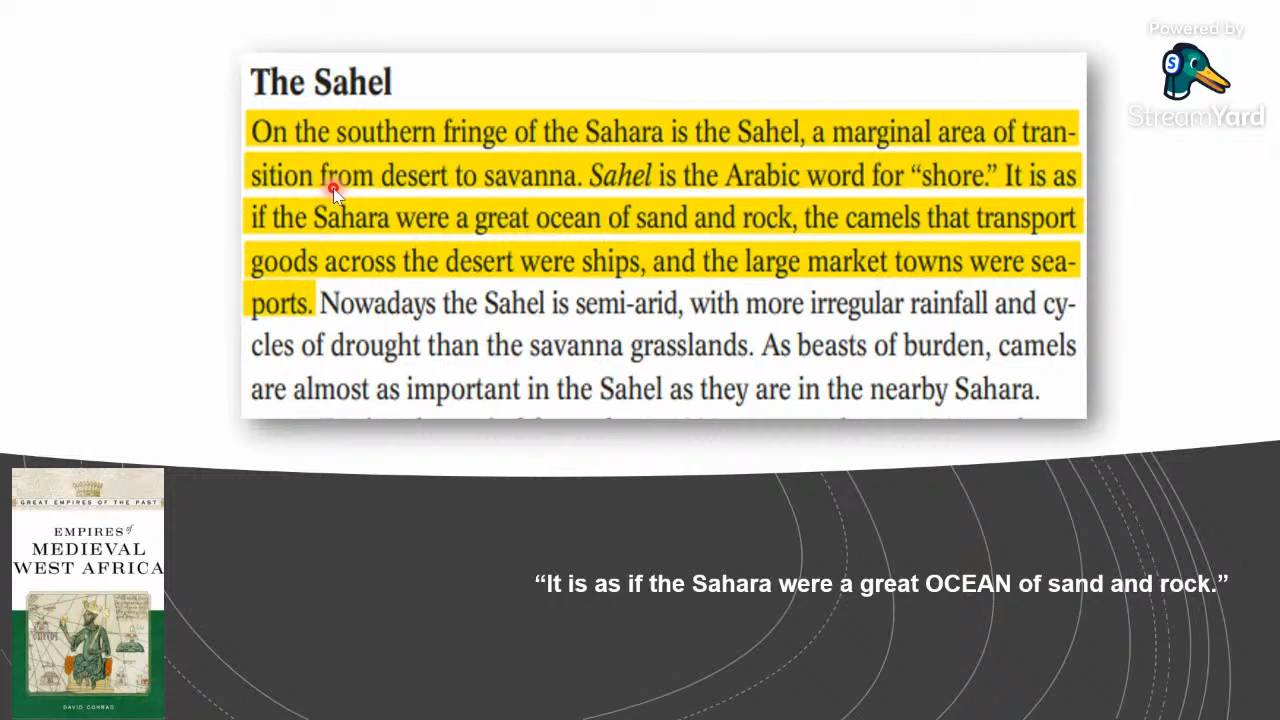 Powered by
StreamYard
The Sahel
On the southern fringe of the Sahara is the Sahel, a marginal area of tran-
sition from desert to savanna. Sahel is the Arabic word for “shore.” It is as
if the Sahara were a great ocean of sand and rock, the camels that transport
goods across the desert were ships, and the large market towns were sea-
ports. Nowadays the Sahel is semi-arid, with more irregular rainfall and cy-
cles of drought than the savanna grasslands. As beasts of burden, camels
are almost as important in the Sahel as they are in the nearby Sahara.
GREAT EMPIRES OF THE PAST
EMPIRES of
MEDIEVAL
WEST AFRICA
DAVID CONRAD
“It is as if the Sahara were a great OCEAN of sand and rock.”